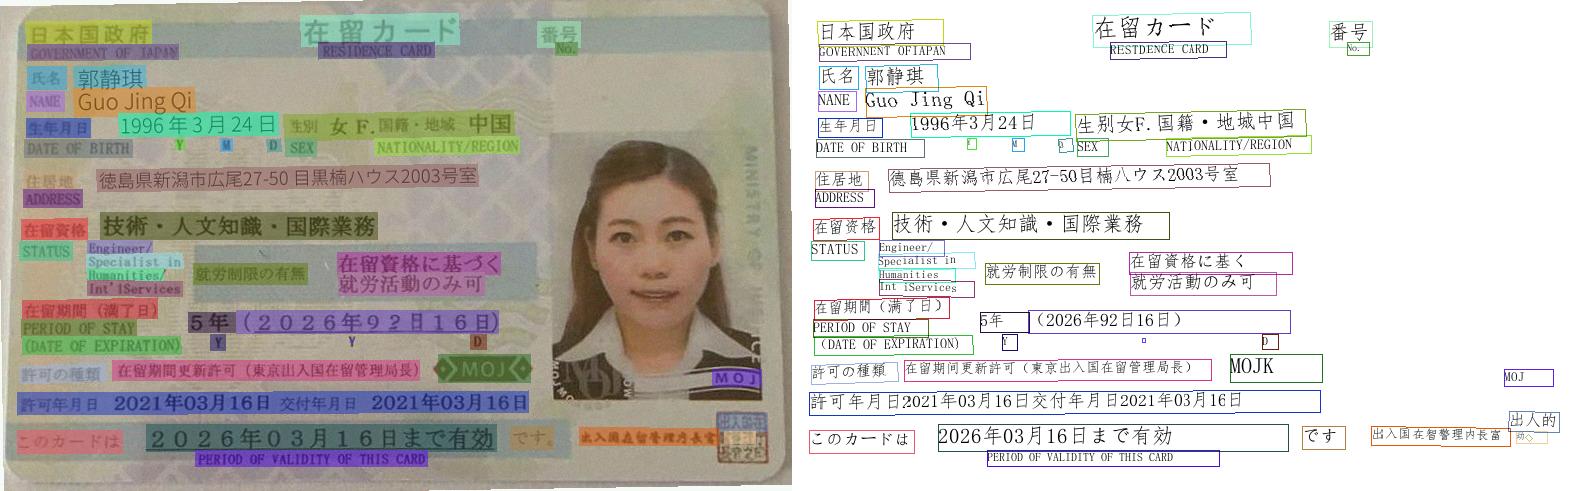 日本国政府 在留カード 番号
GOVERNMENT OF JAPAN RESIDENCE CARD No.
氏名 郭静琪
NAME Guo Jing Qi
生年月日 1996年3月24日 生別 女 F. 国籍・地域 中国
DATE OF BIRTH Y M D SEX NATIONALITY/REGION
住居地 徳島県新潟市広尾27-50 目黒楠ハウス2003号室
ADDRESS
在留資格 技術・人文知識・国際業務
STATUS Engineer/
Specialist in
Humanities/
Int'iServices
就労制限の有無 在留資格に基づく
就労活動のみ可
在留期間(満了日)
PERIOD OF STAY
(DATE OF EXPIRATION)
5年(2026年92日16日)
Y Y D
許可の種類 在留期間更新許可(東京出入国在留管理局長) MOJ
許可年月日 2021年03月16日 交付年月日 2021年03月16日
このカードは 2026年03月16日まで有効 です。
PERIOD OF VALIDITY OF THIS CARD
MOJ
出入国在留管理内長官
日本国政府 在留カード 番号
GOVERNNENT OFIAPAN RESTDENCE CARD No.
氏名 郭静琪
NANE Guo Jing Qi
生年月日 1996年3月24日 生別女F.国籍・地城中国
DATE OF BIRTH M SEX NATIONALITY/REGION
住居地 徳島県新潟市広尾27-50目楠ハウス2003号室
ADDRESS
在留資格 技術・人文知識・国際業務
STATUS Engineer/
Specialist in
Humanities
Int iServices
就労制限の有無 在留資格に基く
就労活動のみ可
在留期間(満了日)
PERIOD OF STAY
(DATE OF EXPIRATION)
5年 (2026年92日16日)
Y D
許可の種類 在留期间更新許可(東京出入国在留管理局長) MOJK
MOJ
許可年月日:2021年03月16日交付年月日2021年03月16日
このカードは 2026年03月16日まで有効 です
出入国在智警理内長富
出人的
PERIOD OF VALIDITY OF THIS CARD